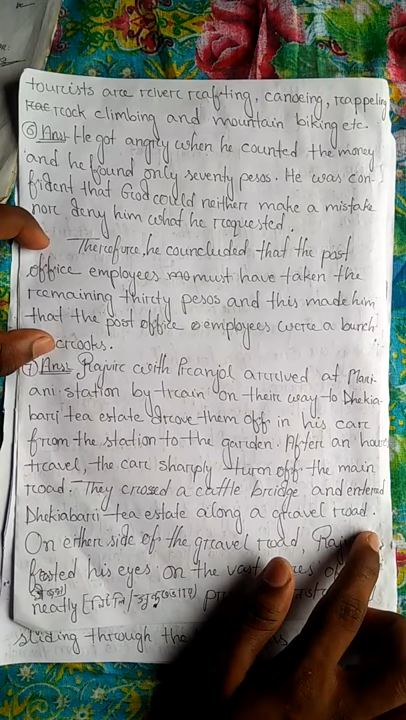 tourists are river rafting, canoeing, rappeling
rock climbing and mountain biking etc.
⑥ Ans: He got angry when he counted the money
and he found only seventy pesos. He was con-
fident that God could neither make a mistake
nor deny him what he requested.
Therefore, he councluded that the post
office employees must have taken the
remaining thirty pesos and this made him
that the post office employees were a bunch
crooks.
⑦ Ans: Rajvir with Pranjol arrived at Mari-
ani station by train on their way to Dhekia-
bari tea estate drove them off in his car
from the station to the garden. After an hour
travel, the car sharply turn off the main
road. They crossed a cattle bridge and entered
Dhekiabarii tea estate along a gravel road.
On either side of the gravel road,
his eyes on the vast
neatly
sliding through the